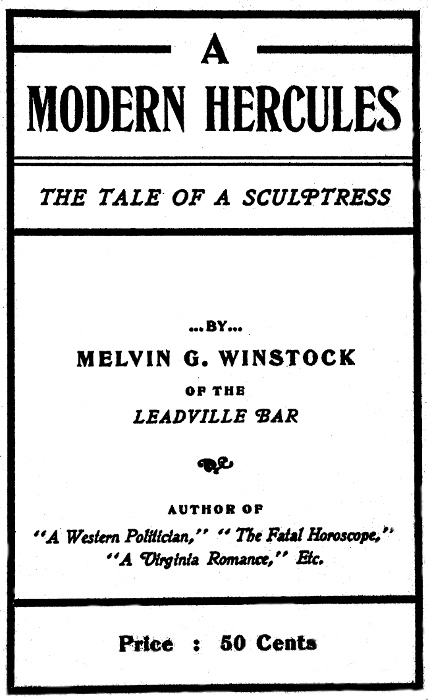 A
MODERN HERCULES
THE TALE OF A SCULPTRESS
...BY...
MELVIN G. WINSTOCK
OF THE
LEADVILLE BAR
AUTHOR OF
"A Western Politician," "The Fatal Horoscope,"
"A Virginia Romance," Etc.
Price : 50 Cents